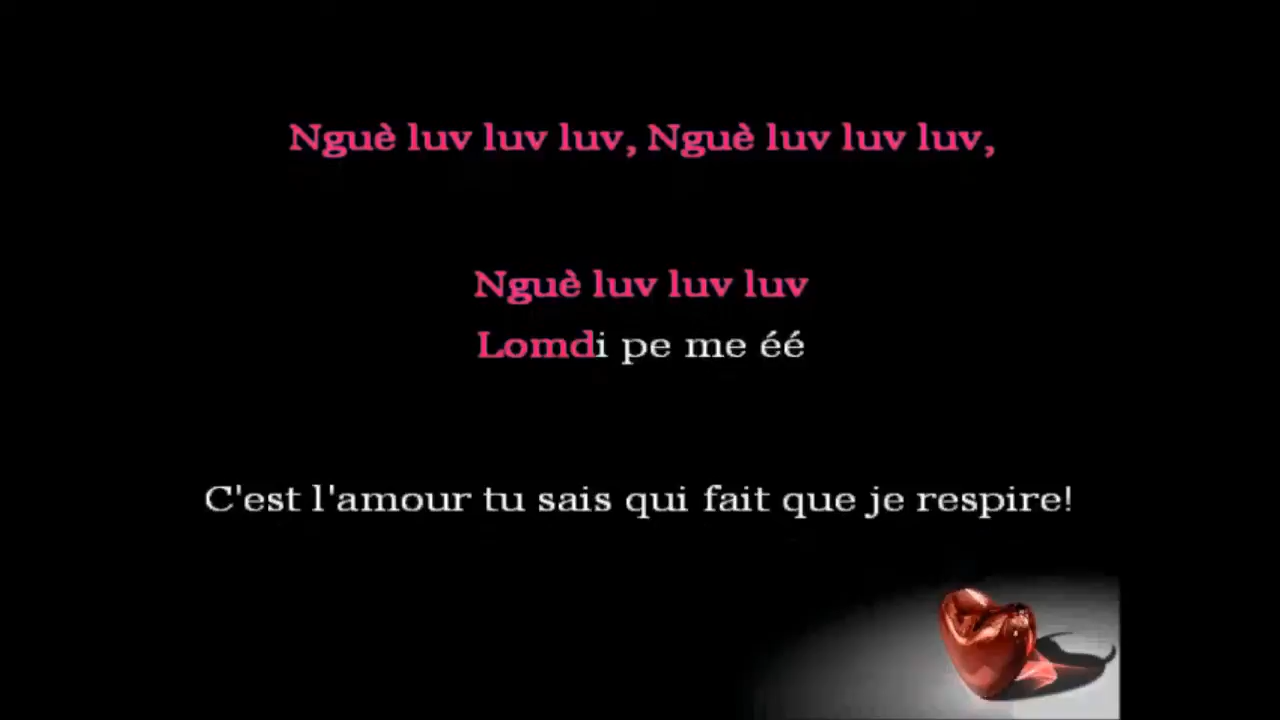 Nguè luv luv luv, Nguè luv luv luv,
Nguè luv luv luv
Lomdi pe me éé
C'est l'amour tu sais qui fait que je respire!